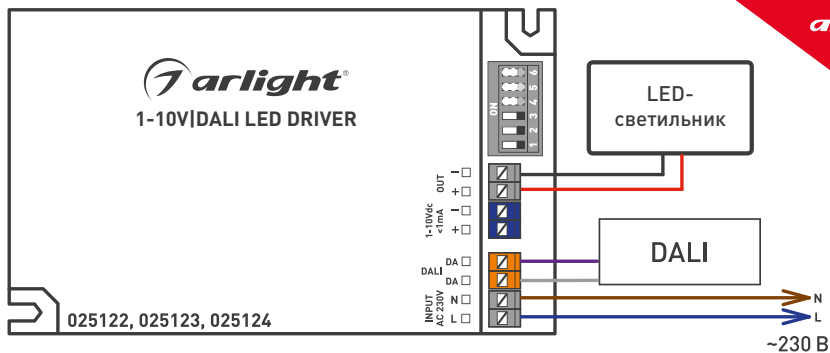 arlight®
1-10V|DALI LED DRIVER
ON
1 2 3 4 5 6
LED-
светильник
OUT
−
+
1-10Vdc
<1mA
−
+
DALI
DA
DA
DALI
INPUT
AC 230V
N
L
N
L
~230 В
025122, 025123, 025124